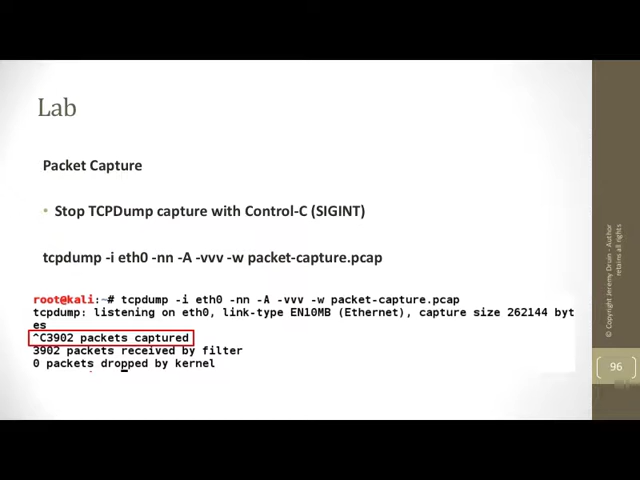 Lab
Packet Capture
• Stop TCPDump capture with Control-C (SIGINT)
tcpdump -i eth0 -nn -A -vvv -w packet-capture.pcap
root@kali:~# tcpdump -i eth0 -nn -A -vvv -w packet-capture.pcap
tcpdump: listening on eth0, link-type EN10MB (Ethernet), capture size 262144 byt
es
^C3902 packets captured
3902 packets received by filter
0 packets dropped by kernel
© Copyright Jeremy Druin - Author
retains all rights
96